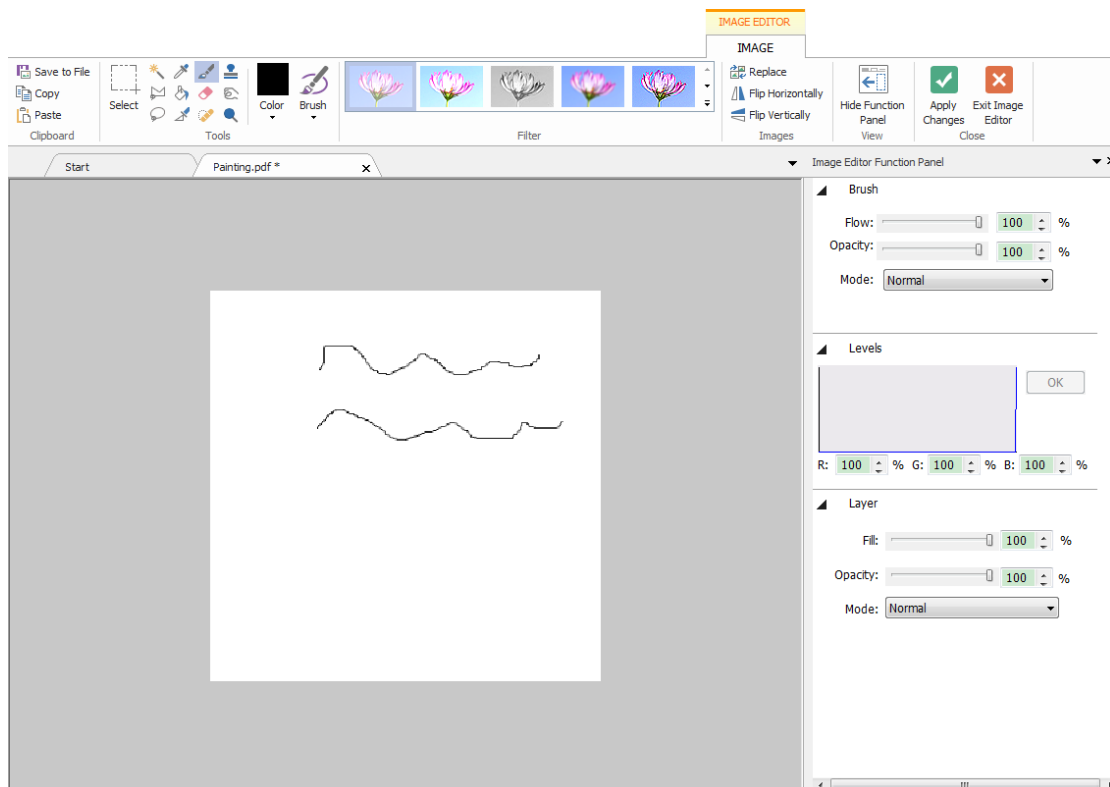 IMAGE EDITOR
IMAGE
Save to File
Copy
Paste
Clipboard
Select
Tools
Color
Brush
Filter
Replace
Flip Horizontally
Flip Vertically
Images
Hide Function
Panel
View
Apply
Changes
Exit Image
Editor
Close
Start
Painting.pdf *
Image Editor Function Panel
Brush
Flow: 100 %
Opacity: 100 %
Mode: Normal
Levels
OK
R: 100 % G: 100 % B: 100 %
Layer
Fill: 100 %
Opacity: 100 %
Mode: Normal